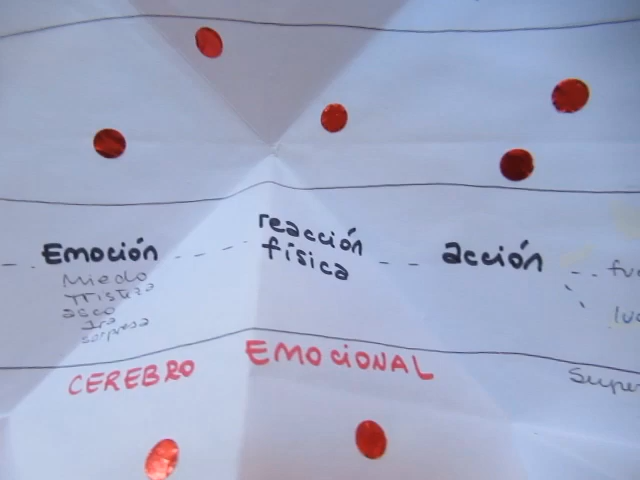 Emoción
reacción
física
acción
Miedo
Tristeza
asco
Ira
sorpresa
CEREBRO EMOCIONAL